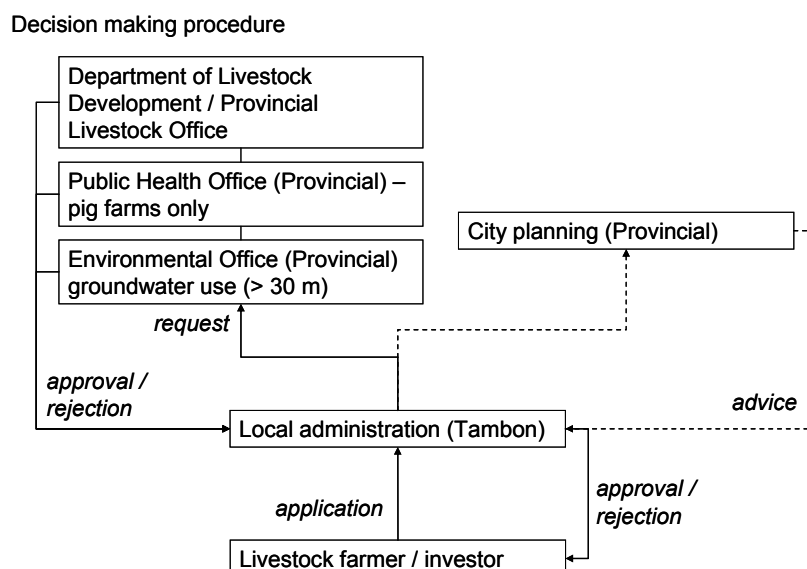 Decision making procedure
Department of Livestock
Development / Provincial
Livestock Office
Public Health Office (Provincial) –
pig farms only
City planning (Provincial)
Environmental Office (Provincial)
groundwater use (> 30 m)
request
approval /
rejection
advice
Local administration (Tambon)
application
approval /
rejection
Livestock farmer / investor